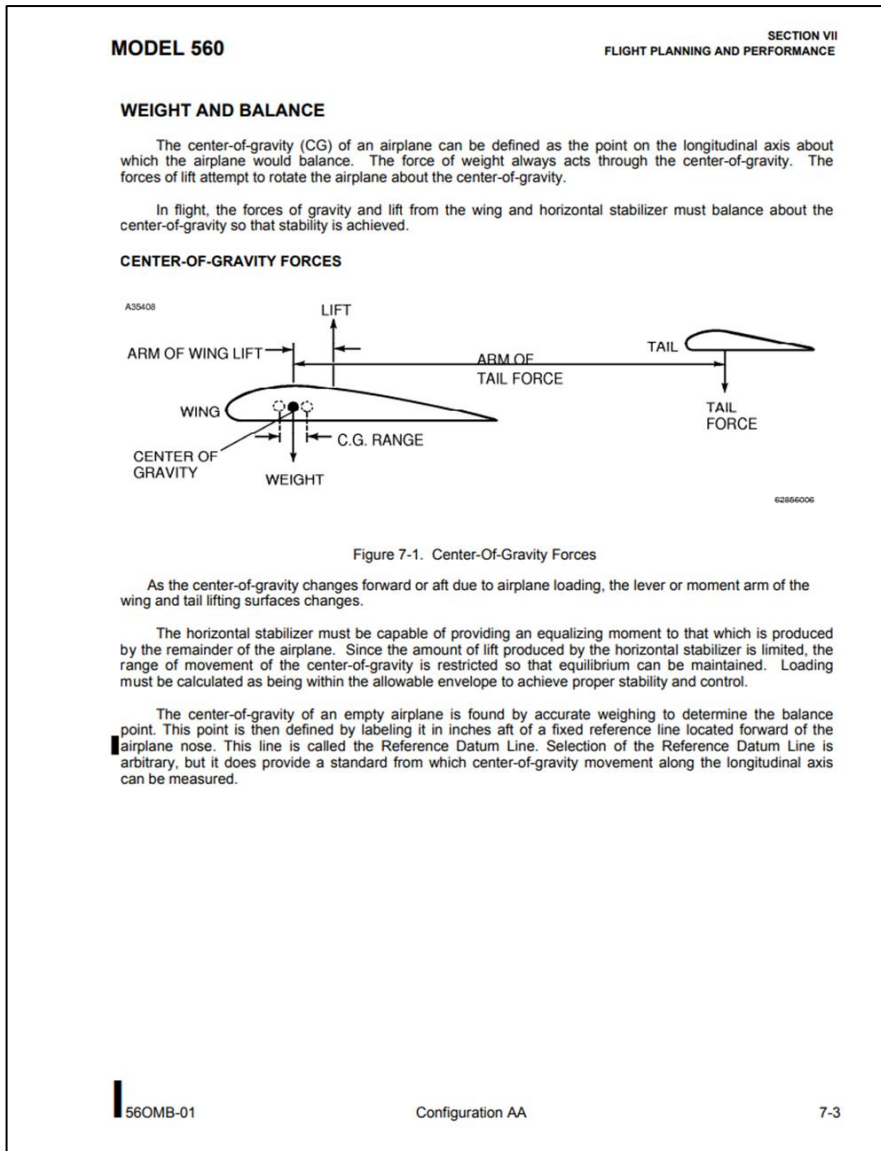 MODEL 560
SECTION VII
FLIGHT PLANNING AND PERFORMANCE
WEIGHT AND BALANCE
The center-of-gravity (CG) of an airplane can be defined as the point on the longitudinal axis about
which the airplane would balance. The force of weight always acts through the center-of-gravity. The
forces of lift attempt to rotate the airplane about the center-of-gravity.
In flight, the forces of gravity and lift from the wing and horizontal stabilizer must balance about the
center-of-gravity so that stability is achieved.
CENTER-OF-GRAVITY FORCES
A35408
LIFT
ARM OF WING LIFT
ARM OF
TAIL FORCE
TAIL
WING
TAIL
FORCE
C.G. RANGE
CENTER OF
GRAVITY
WEIGHT
62856006
Figure 7-1. Center-Of-Gravity Forces
As the center-of-gravity changes forward or aft due to airplane loading, the lever or moment arm of the
wing and tail lifting surfaces changes.
The horizontal stabilizer must be capable of providing an equalizing moment to that which is produced
by the remainder of the airplane. Since the amount of lift produced by the horizontal stabilizer is limited, the
range of movement of the center-of-gravity is restricted so that equilibrium can be maintained. Loading
must be calculated as being within the allowable envelope to achieve proper stability and control.
The center-of-gravity of an empty airplane is found by accurate weighing to determine the balance
point. This point is then defined by labeling it in inches aft of a fixed reference line located forward of the
airplane nose. This line is called the Reference Datum Line. Selection of the Reference Datum Line is
arbitrary, but it does provide a standard from which center-of-gravity movement along the longitudinal axis
can be measured.
56OMB-01
Configuration AA
7-3